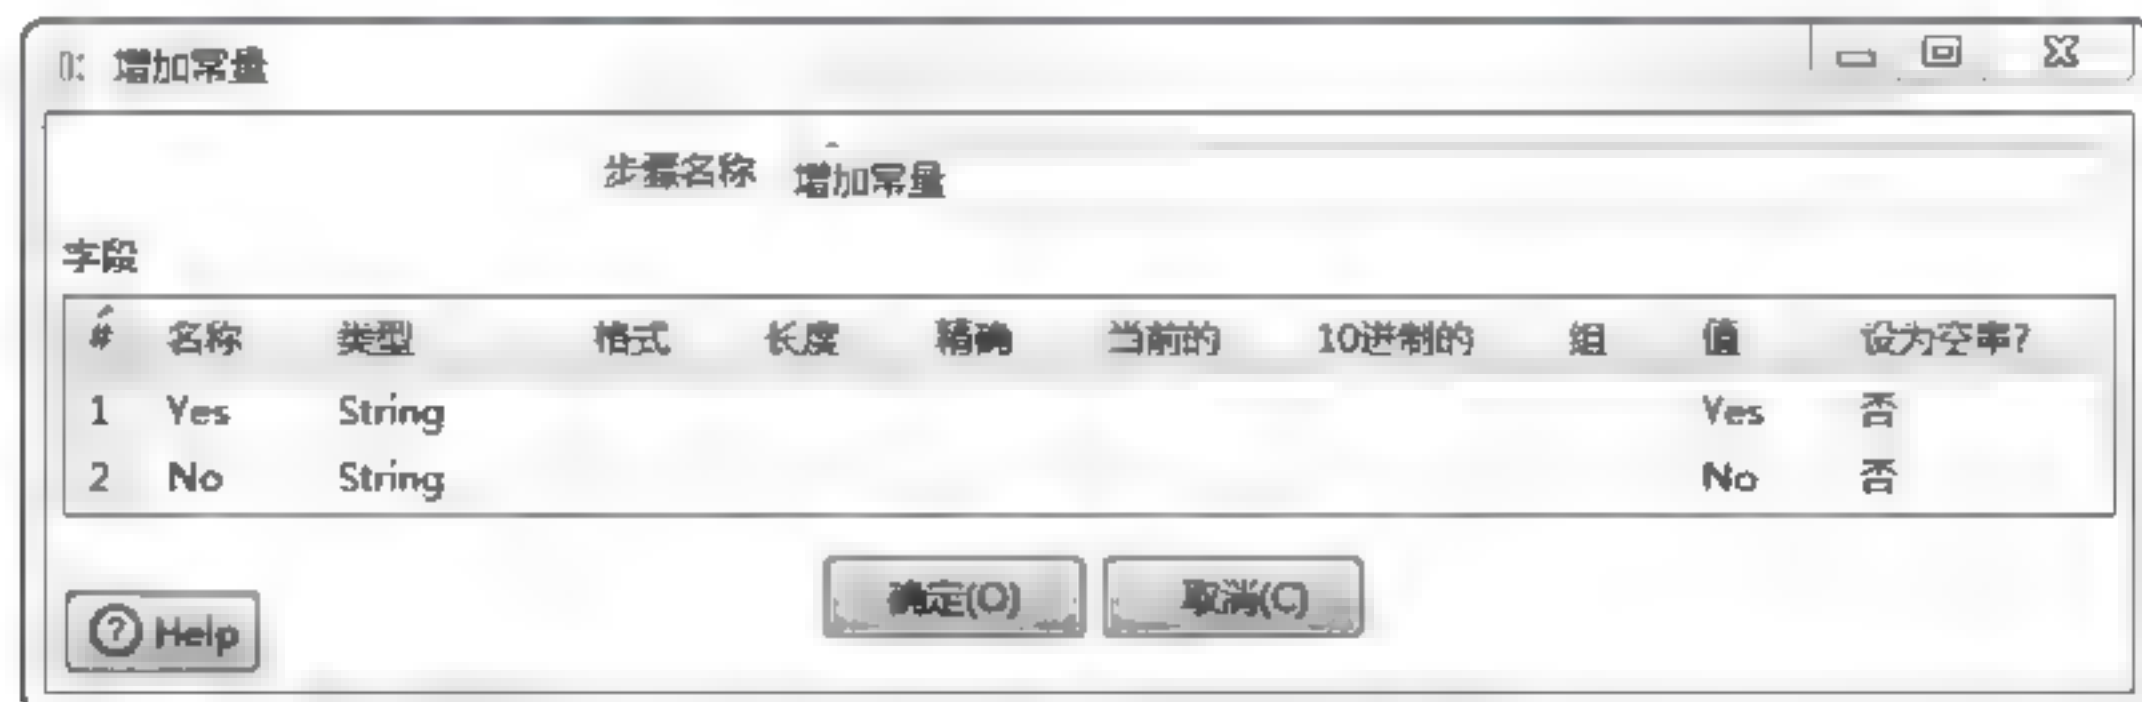 增加常量
步骤名称 增加常量
字段
# 名称 类型 格式 长度 精确 当前的 10进制的 组 值 设为空串?
1 Yes String Yes 否
2 No String No 否
确定(O) 取消(C)
Help